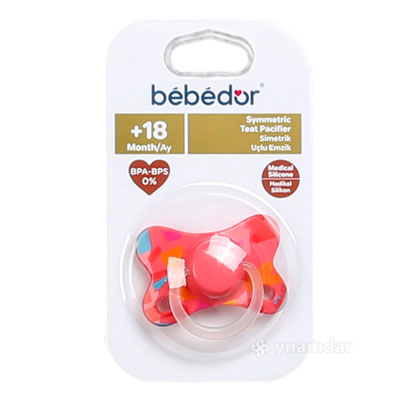 bébédor®
+18
Month/Ay
Symmetric
Teat Pacifier
Simetrik
Uçlu Emzik
BPA-BPS
0%
Medical
Silicone
Medikal
Silikon
ynamdar